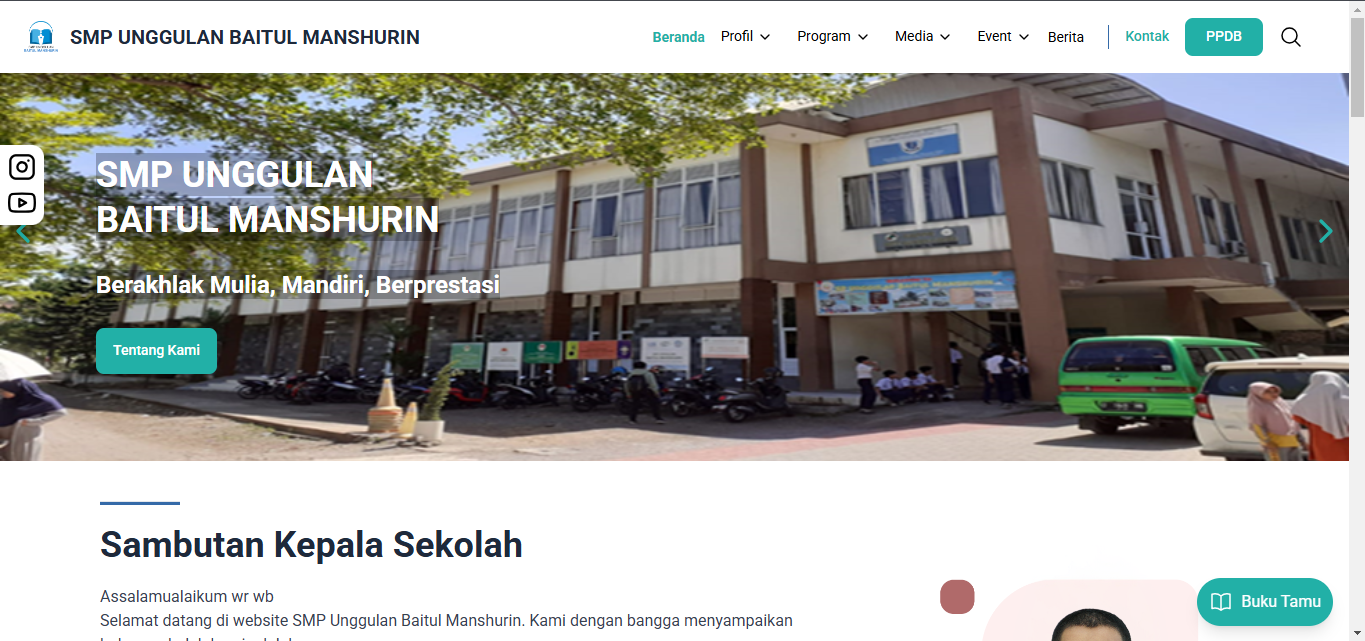 SMP UNGGULAN BAITUL MANSHURIN
Beranda Profil Program Media Event Berita Kontak PPDB
SMP UNGGULAN
BAITUL MANSHURIN
Berakhlak Mulia, Mandiri, Berprestasi
Tentang Kami
Sambutan Kepala Sekolah
Assalamualaikum wr wb
Selamat datang di website SMP Unggulan Baitul Manshurin. Kami dengan bangga menyampaikan
Buku Tamu